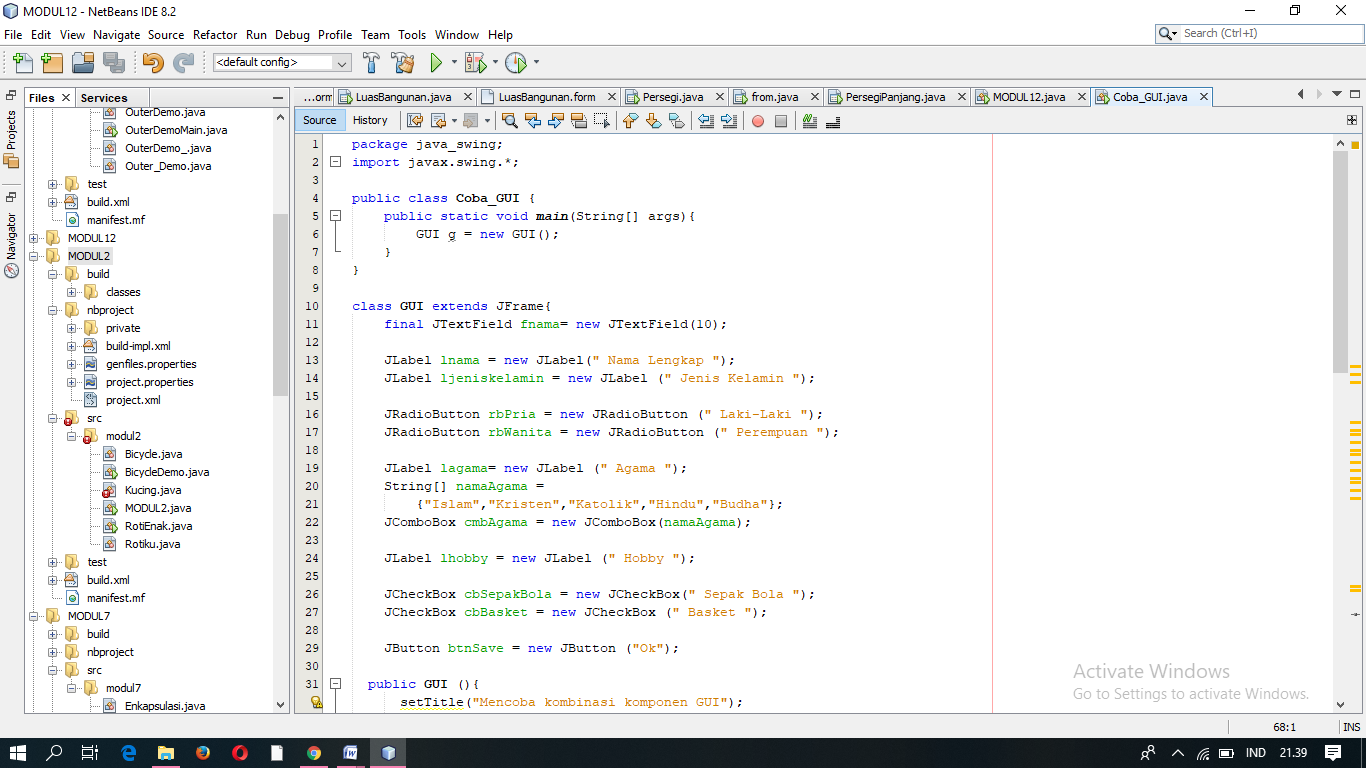 MODUL12 - NetBeans IDE 8.2
File Edit View Navigate Source Refactor Run Debug Profile Team Tools Window Help
Search (Ctrl+I)
<default config>
Files Services
...orm LuasBangunan.java LuasBangunan.form Persegi.java from.java PersegiPanjang.java MODUL12.java Coba_GUI.java
Source History
Projects
Navigator
OuterDemo.java
OuterDemoMain.java
OuterDemo_.java
Outer_Demo.java
test
build.xml
manifest.mf
MODUL12
MODUL2
build
classes
nbproject
private
build-impl.xml
genfiles.properties
project.properties
project.xml
src
modul2
Bicycle.java
BicycleDemo.java
Kucing.java
MODUL2.java
RotiEnak.java
Rotiku.java
test
build.xml
manifest.mf
MODUL7
build
nbproject
src
modul7
Enkapsulasi.java
1 package java_swing;
2 import javax.swing.*;
3
4 public class Coba_GUI {
5 public static void main(String[] args){
6 GUI g = new GUI();
7 }
8 }
9
10 class GUI extends JFrame{
11 final JTextField fnama= new JTextField(10);
12
13 JLabel lnama = new JLabel(" Nama Lengkap ");
14 JLabel ljeniskelamin = new JLabel (" Jenis Kelamin ");
15
16 JRadioButton rbPria = new JRadioButton (" Laki-Laki ");
17 JRadioButton rbWanita = new JRadioButton (" Perempuan ");
18
19 JLabel lagama= new JLabel (" Agama ");
20 String[] namaAgama =
21 {"Islam","Kristen","Katolik","Hindu","Budha"};
22 JComboBox cmbAgama = new JComboBox(namaAgama);
23
24 JLabel lhobby = new JLabel (" Hobby ");
25
26 JCheckBox cbSepakBola = new JCheckBox(" Sepak Bola ");
27 JCheckBox cbBasket = new JCheckBox (" Basket ");
28
29 JButton btnSave = new JButton ("Ok");
30
31 public GUI (){
setTitle("Mencoba kombinasi komponen GUI");
Activate Windows
Go to Settings to activate Windows.
68:1 INS
IND 21.39